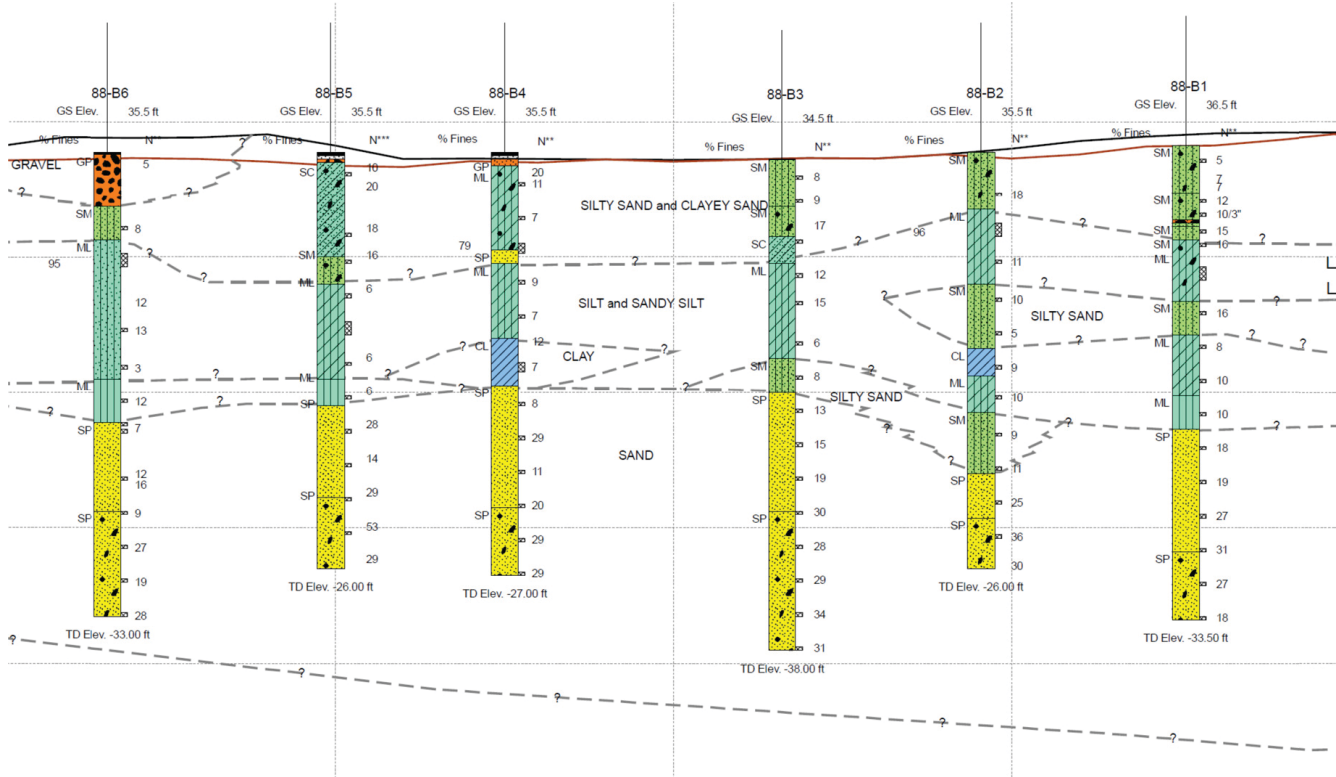 88-B6 88-B5 88-B4 88-B3 88-B2 88-B1
GS Elev. 35.5 ft
GS Elev. 35.5 ft
GS Elev. 35.5 ft
GS Elev. 34.5 ft
GS Elev. 35.5 ft
GS Elev. 36.5 ft
% Fines N**
% Fines N***
% Fines N**
% Fines N**
% Fines N**
% Fines N**
GRAVEL
SILTY SAND and CLAYEY SAND
SILT and SANDY SILT
SILTY SAND
CLAY
SILTY SAND
SAND
GP 5
SM
8
ML
95
12
13
3
ML
12
7
SP
12
16
SP 9
27
19
28
TD Elev. -33.00 ft
10
SC
20
18
SM 16
ML 6
6
ML
6
SP
28
14
SP 29
53
29
TD Elev. -26.00 ft
GP 20
ML 11
7
79
SP
ML 9
7
12
CL
7
SP
8
29
11
20
SP
29
29
TD Elev. -27.00 ft
SM
8
9
SM
17
SC
ML 12
15
6
SM
8
SP
13
15
19
30
SP
28
29
34
31
TD Elev. -38.00 ft
SM
18
ML
96
11
SM 10
5
CL
9
ML
10
SM
9
11
SP
25
SP
36
30
TD Elev. -26.00 ft
SM 5
7
7
SM 12
10/3"
SM 15
SM 16
ML
SM 16
ML 8
10
ML
10
SP 18
19
27
31
SP
27
18
TD Elev. -33.50 ft
? ? ? ? ? ? ? ? ? ? ? ? ? ? ? ? ? ? ? ? ? ? ? ? ? ? ? ? ? ? ? ? ? ? ?